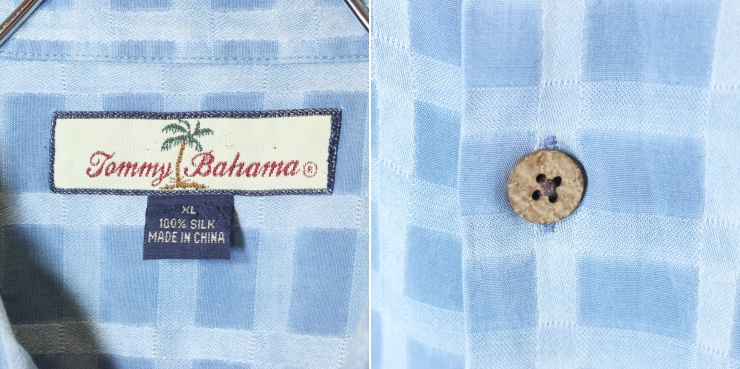 Tommy Bahama®
XL
100% SILK
MADE IN CHINA